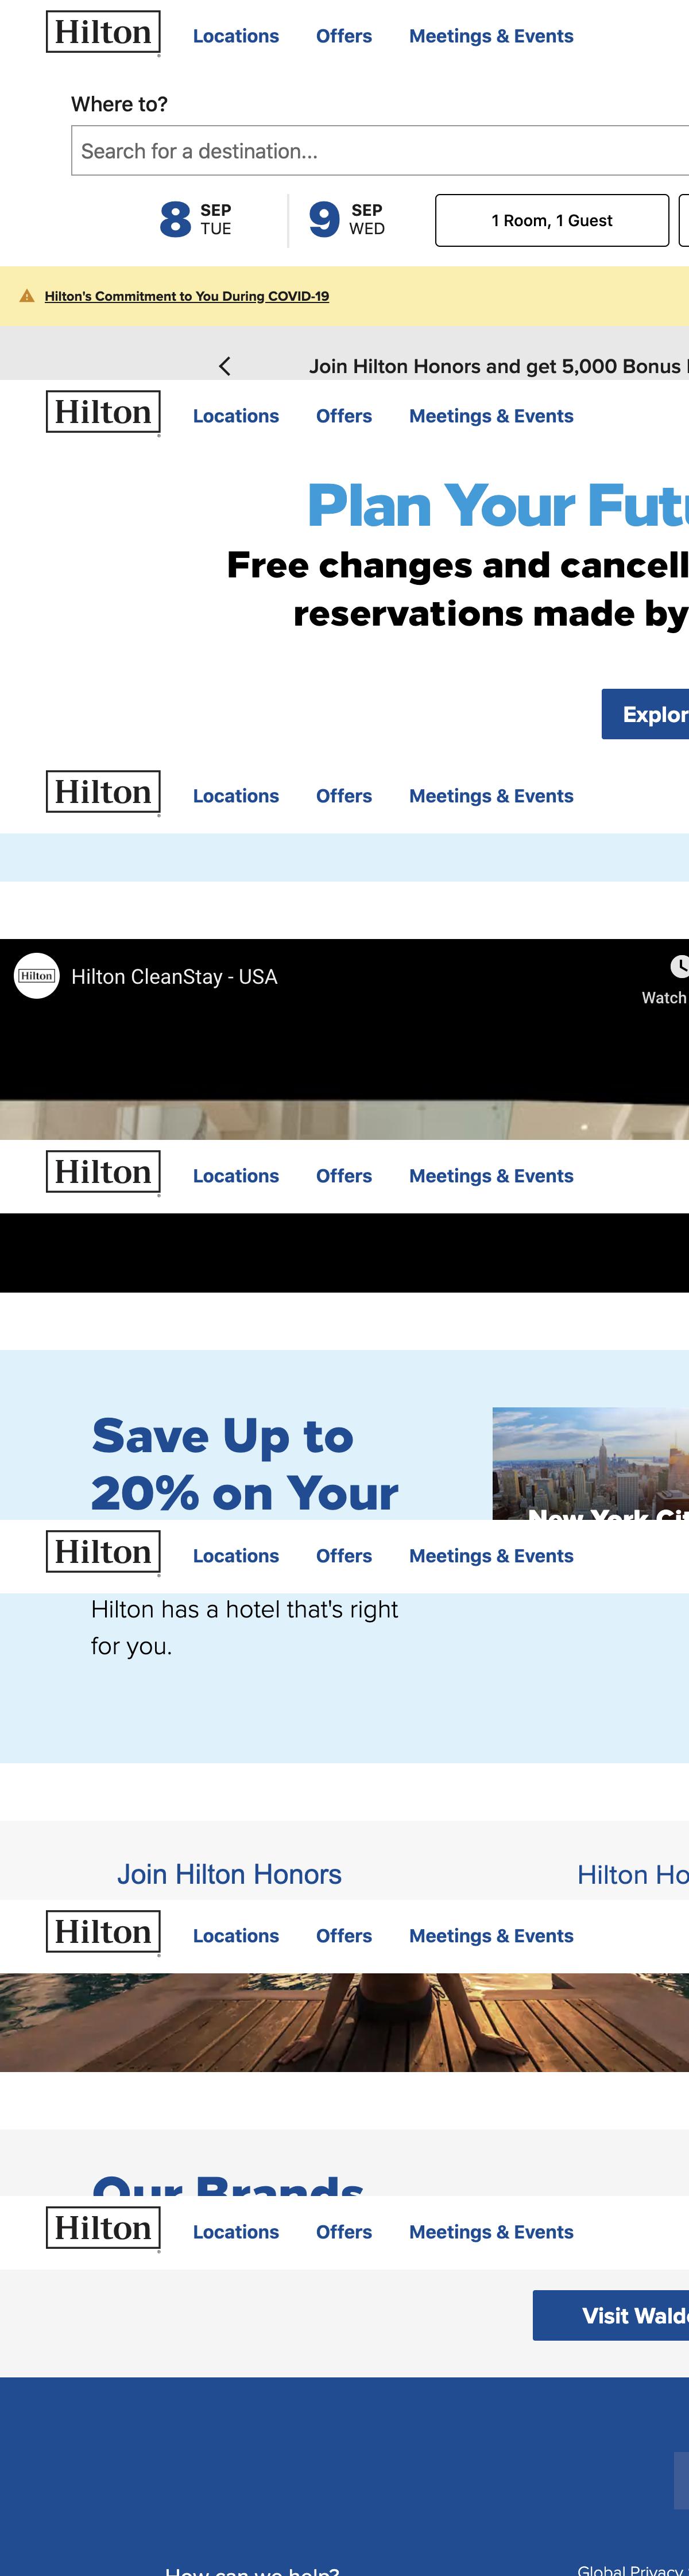 Hilton
Locations
Offers
Meetings & Events
Where to?
Search for a destination...
8 SEP TUE
9 SEP WED
1 Room, 1 Guest
Hilton's Commitment to You During COVID-19
Join Hilton Honors and get 5,000 Bonus
Hilton
Locations
Offers
Meetings & Events
Plan Your Futu
Free changes and cancell
reservations made by
Explor
Hilton
Locations
Offers
Meetings & Events
Hilton
Hilton CleanStay - USA
Watch
Hilton
Locations
Offers
Meetings & Events
Save Up to
20% on Your
New York Cit
Hilton
Locations
Offers
Meetings & Events
Hilton has a hotel that's right
for you.
Join Hilton Honors
Hilton Ho
Hilton
Locations
Offers
Meetings & Events
Our Brands
Hilton
Locations
Offers
Meetings & Events
Visit Waldo
How can we help?
Global Privacy